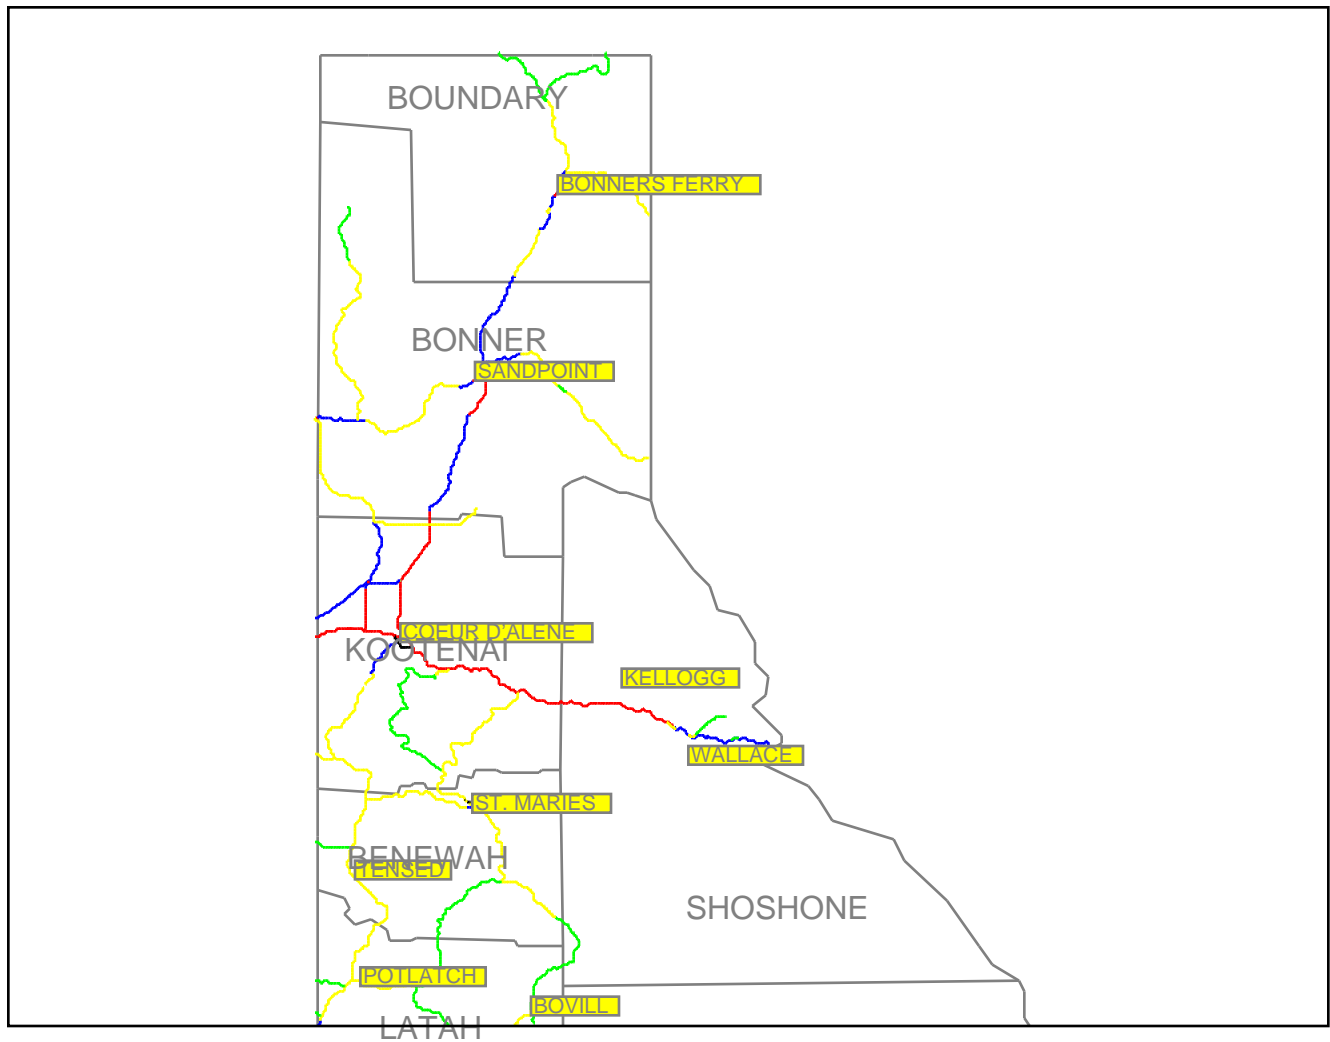 BOUNDARY
BONNERS FERRY
BONNER
SANDPOINT
COEUR D'ALENE
KOOTENAI
KELLOGG
WALLACE
ST. MARIES
BENEWAH
TENSED
SHOSHONE
POTLATCH
BOVILL
LATAH